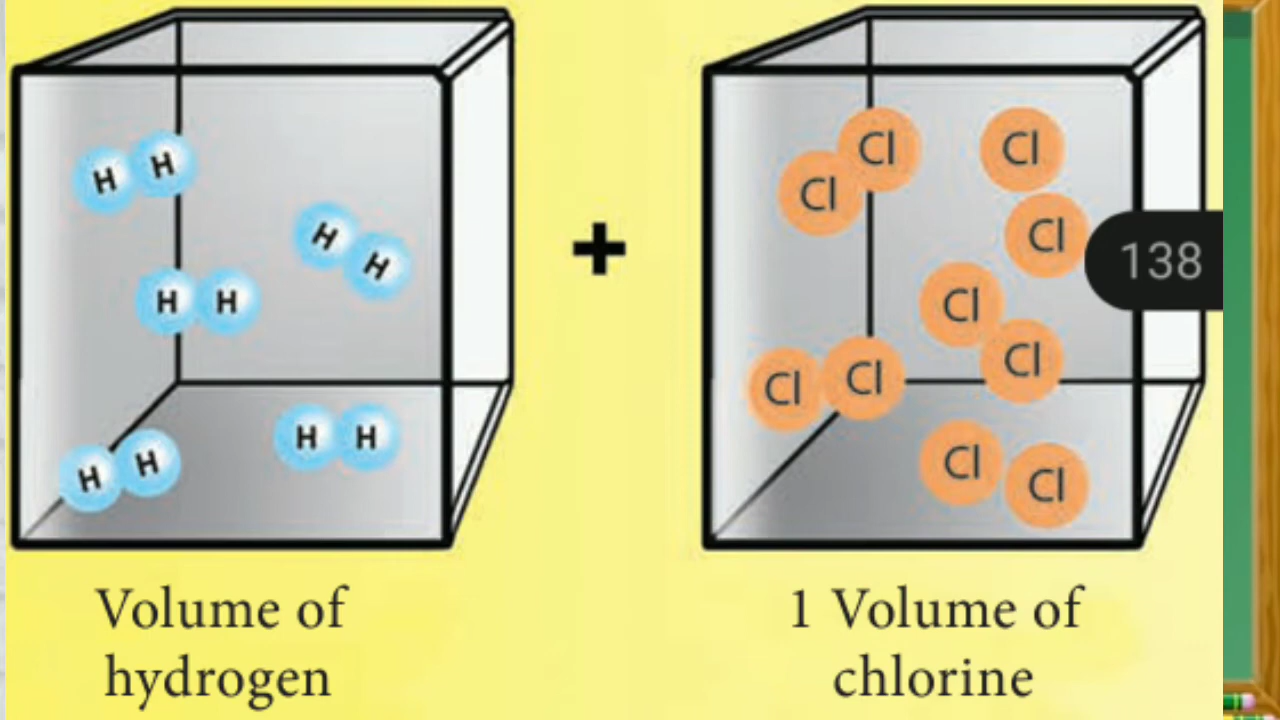 H H
H H
H H
H H
H H
+
Cl Cl
Cl Cl
Cl Cl
Cl Cl
Cl Cl
138
Volume of
hydrogen
1 Volume of
chlorine